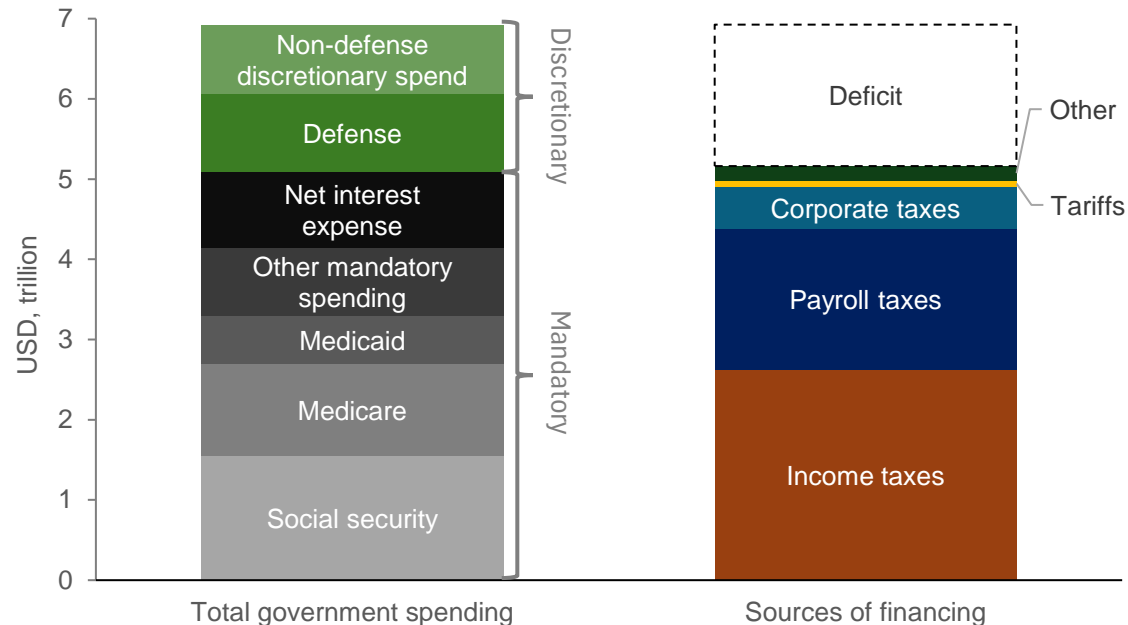 USD, trillion
7
6
5
4
3
2
1
0
Non-defense
discretionary spend
Defense
Net interest
expense
Other mandatory
spending
Medicaid
Medicare
Social security
Discretionary
Mandatory
Deficit
Other
Tariffs
Corporate taxes
Payroll taxes
Income taxes
Total government spending
Sources of financing